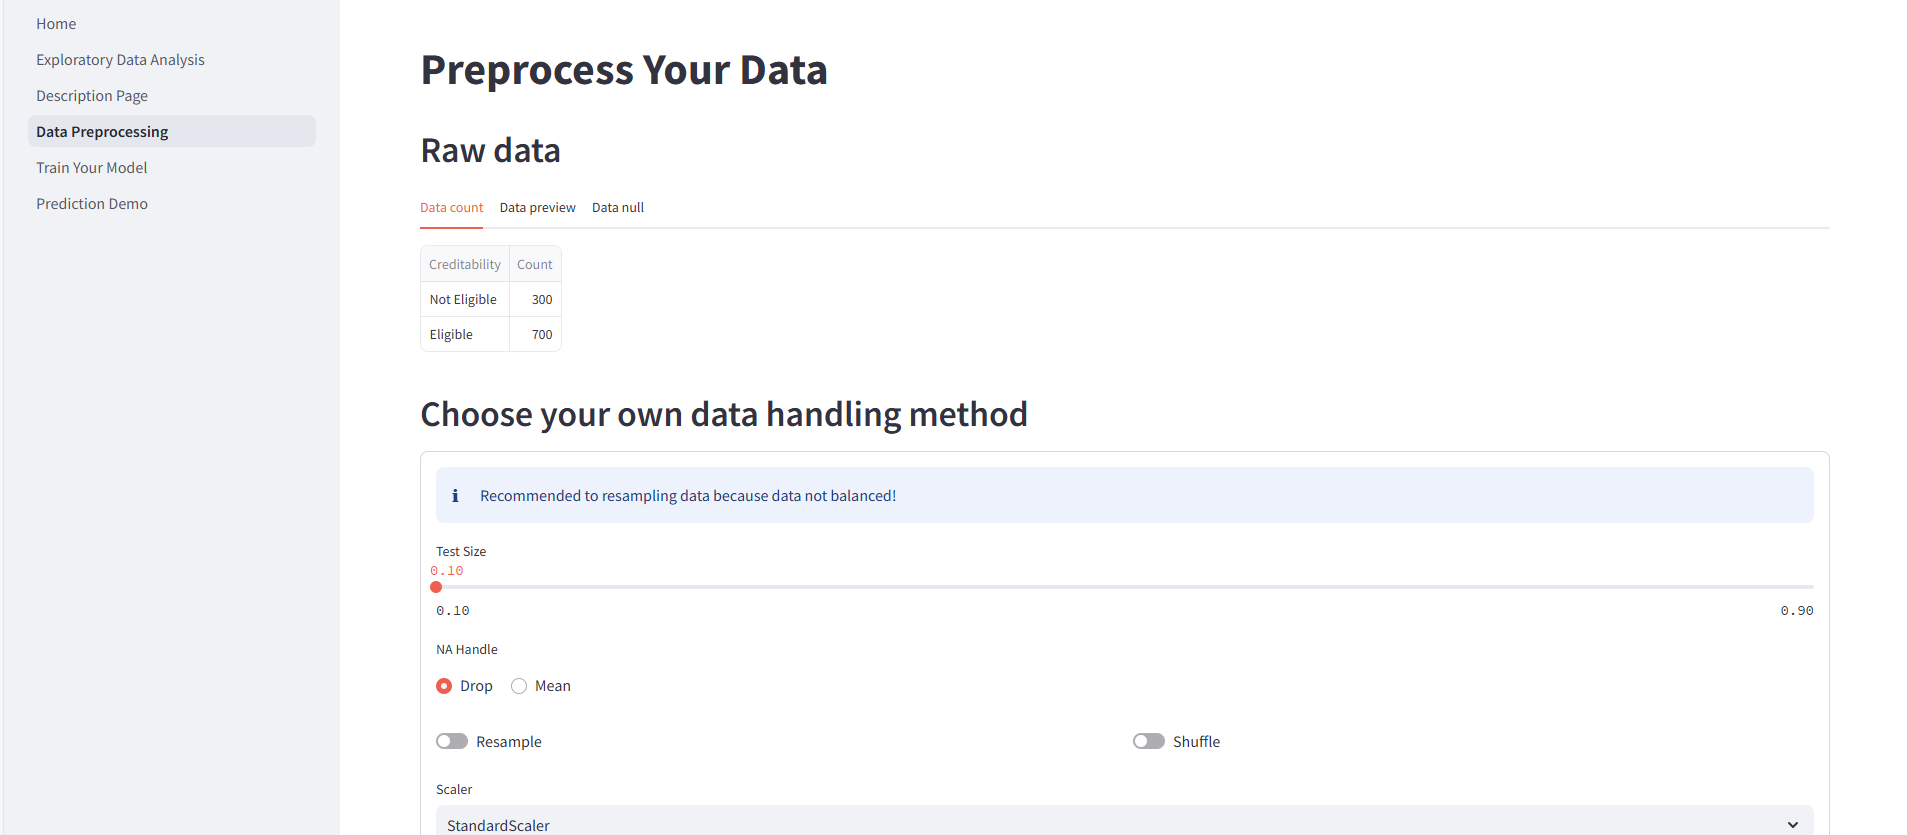 Home
Exploratory Data Analysis
Description Page
Data Preprocessing
Train Your Model
Prediction Demo
Preprocess Your Data
Raw data
Data count Data preview Data null
Creditability Count
Not Eligible 300
Eligible 700
Choose your own data handling method
Recommended to resampling data because data not balanced!
Test Size
0.10
0.10 0.90
NA Handle
Drop Mean
Resample Shuffle
Scaler
StandardScaler